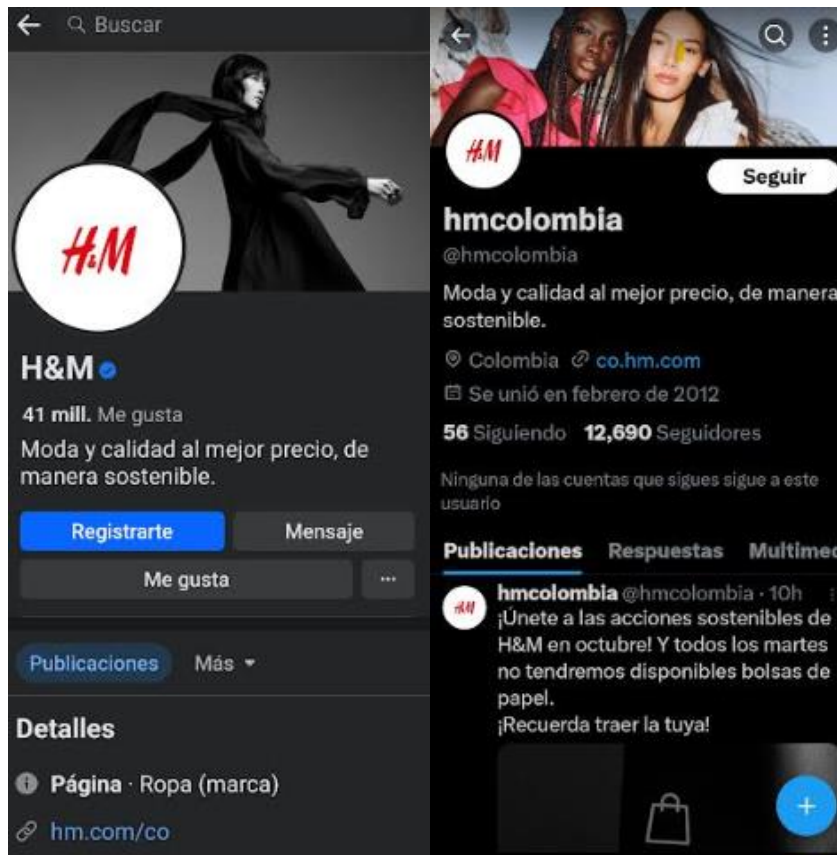 Buscar
H&M
H&M
41 mill. Me gusta
Moda y calidad al mejor precio, de
manera sostenible.
Registrarte
Mensaje
Me gusta
Publicaciones
Más
Detalles
Página · Ropa (marca)
hm.com/co
H&M
Seguir
hmcolombia
@hmcolombia
Moda y calidad al mejor precio, de manera
sostenible.
Colombia co.hm.com
Se unió en febrero de 2012
56 Siguiendo 12,690 Seguidores
Ninguna de las cuentas que sigues sigue a este
usuario
Publicaciones Respuestas Multimed
H&M
hmcolombia @hmcolombia · 10h
¡Únete a las acciones sostenibles de
H&M en octubre! Y todos los martes
no tendremos disponibles bolsas de
papel.
¡Recuerda traer la tuya!